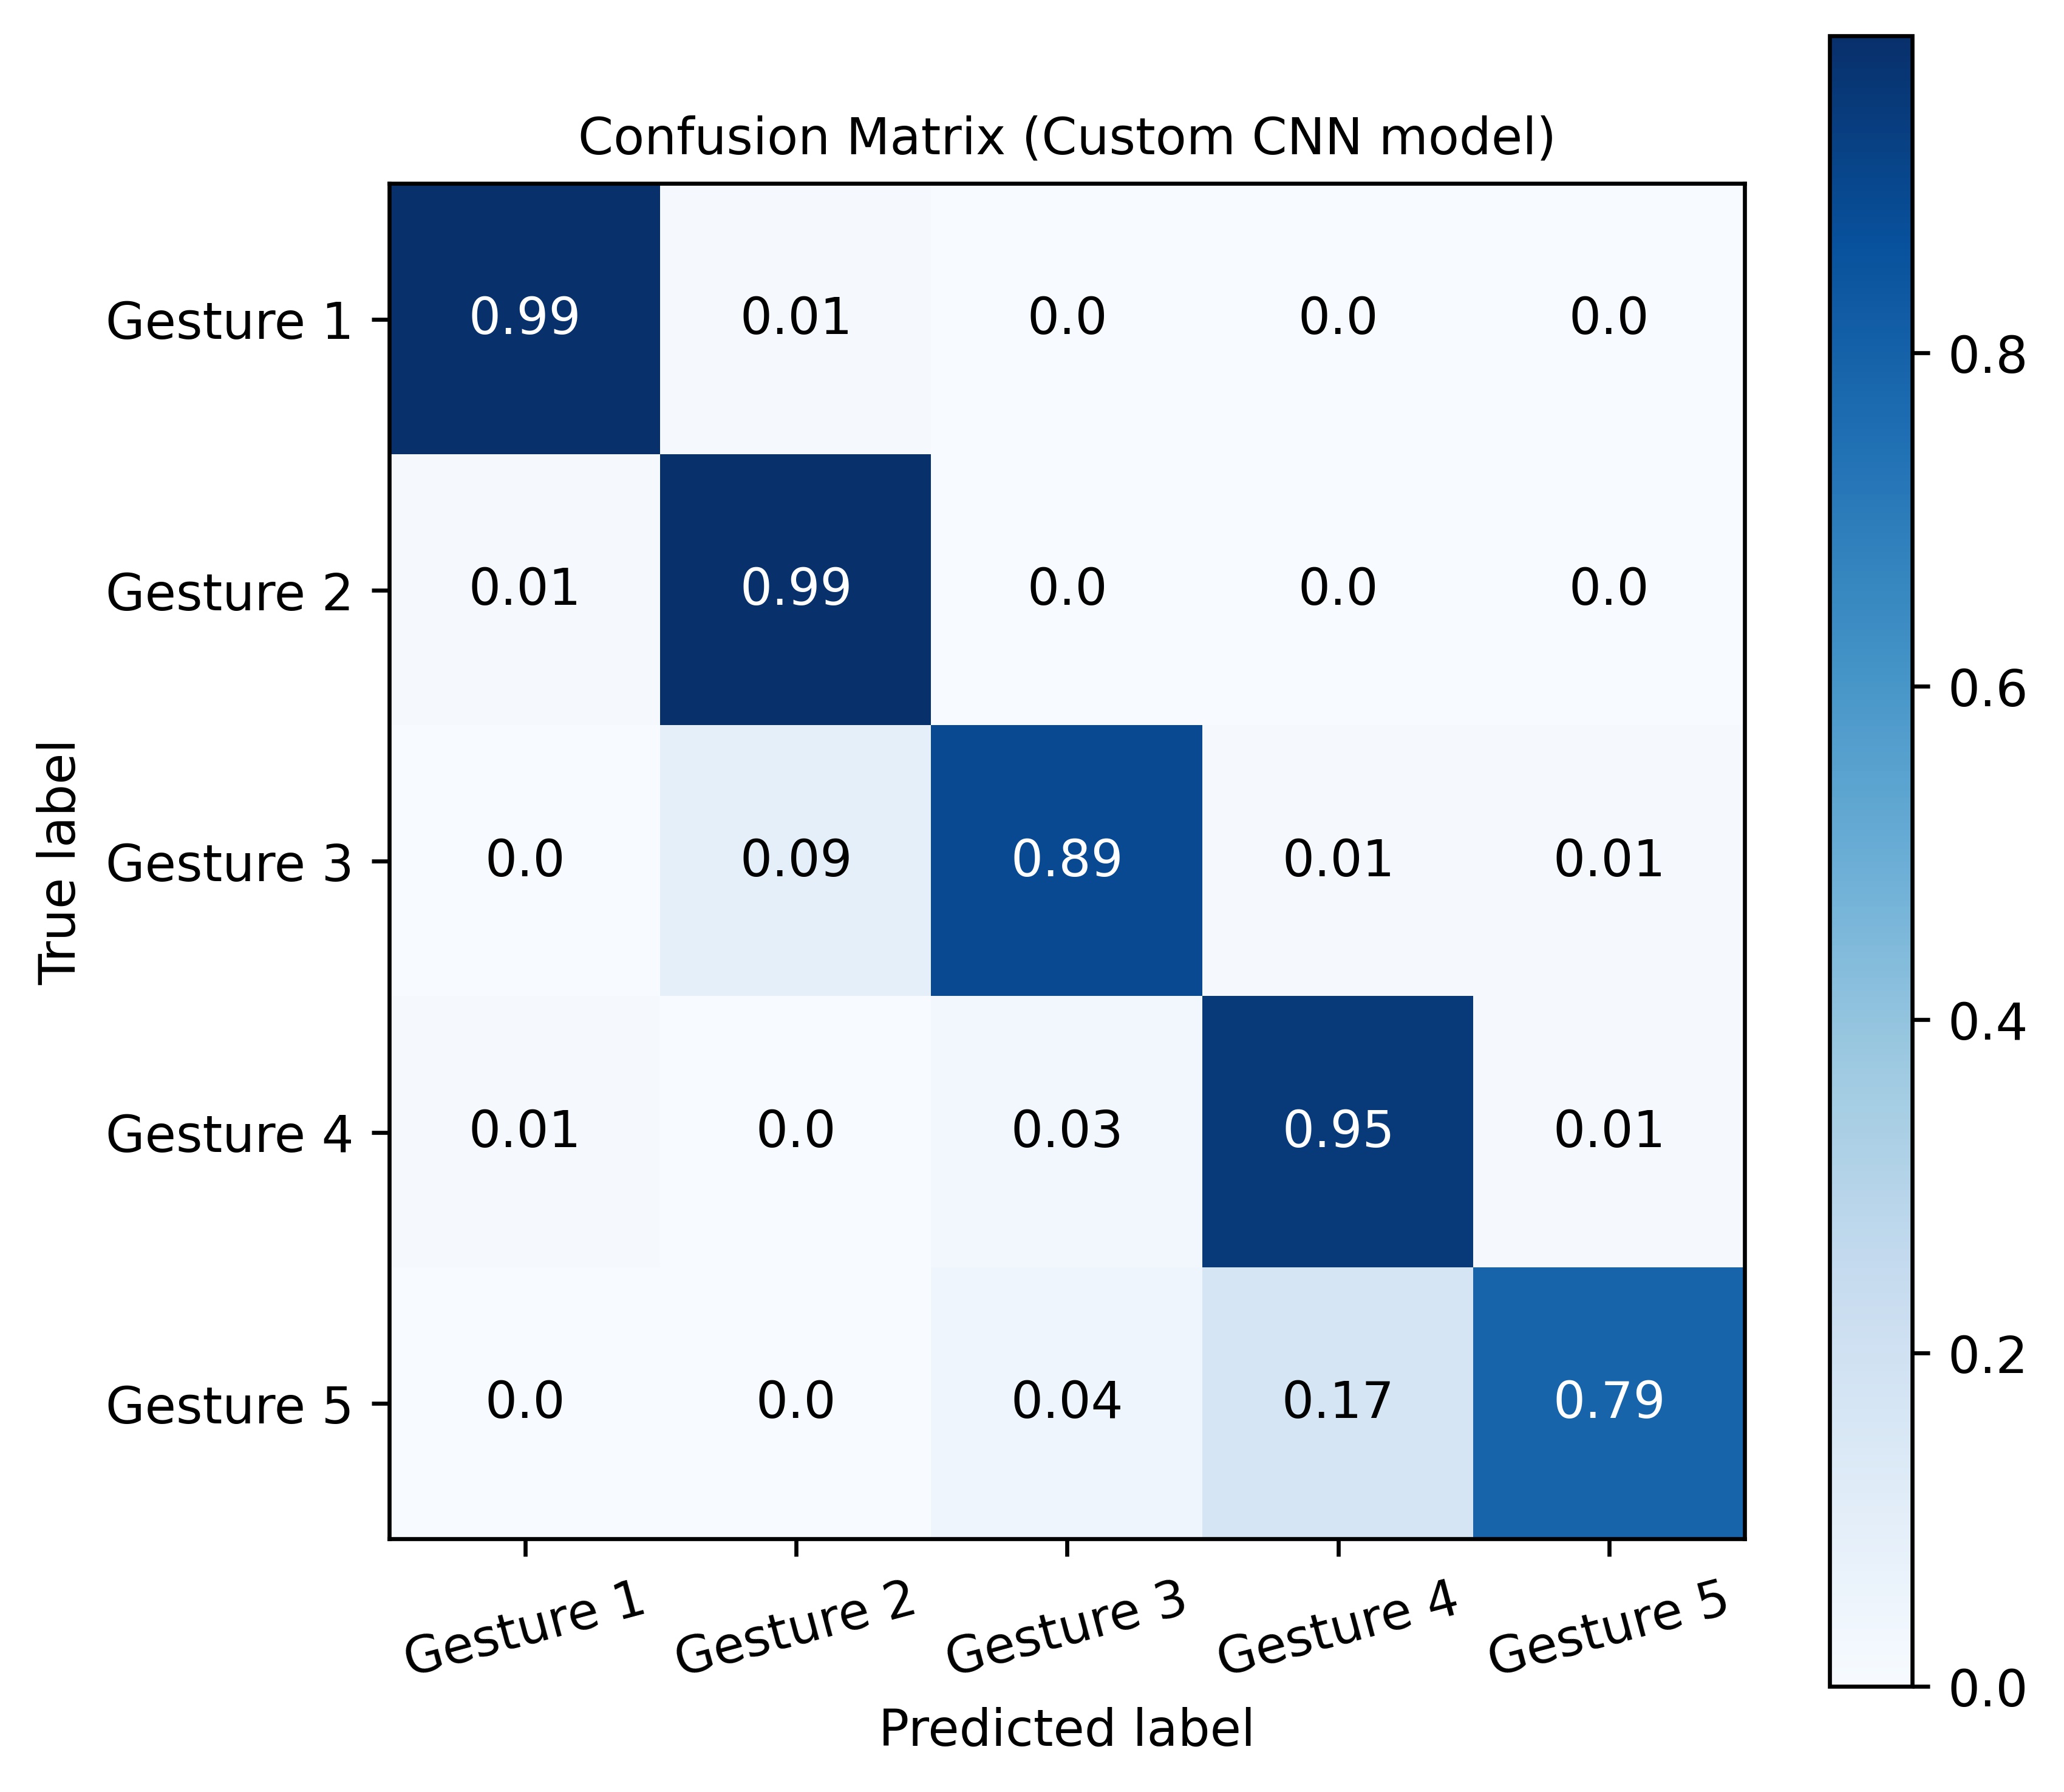 Confusion Matrix (Custom CNN model)
True label
Gesture 1 0.99 0.01 0.0 0.0 0.0
Gesture 2 0.01 0.99 0.0 0.0 0.0
Gesture 3 0.0 0.09 0.89 0.01 0.01
Gesture 4 0.01 0.0 0.03 0.95 0.01
Gesture 5 0.0 0.0 0.04 0.17 0.79
Gesture 1 Gesture 2 Gesture 3 Gesture 4 Gesture 5
Predicted label
0.8
0.6
0.4
0.2
0.0